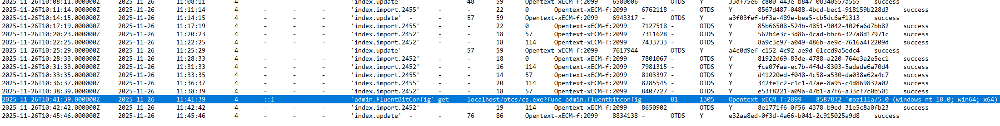 2025-11-26T10:08:11.000000Z 2025-11-26 11:08:11 4 - - - 'index.update' - - 48 59 Opentext-xECM-f:2099 6580006 - OTDS Y 33df75e6-c800-443e-b847-08340557a555 success
2025-11-26T10:11:14.000000Z 2025-11-26 11:11:14 4 - - - 'index.import.2455' - - 22 0 Opentext-xECM-f:2099 6762118 - OTDS Y 8567d487-0488-4bcd-bec1-918159b228d3 success
2025-11-26T10:14:15.000000Z 2025-11-26 11:14:15 4 - - - 'index.update' - - 57 59 Opentext-xECM-f:2099 6943317 - OTDS Y a3f03fef-bf3a-489e-bea5-cb5dc6af1313 success
2025-11-26T10:17:19.000000Z 2025-11-26 11:17:19 4 - - - 'index.import.2455' - - 22 0 Opentext-xECM-f:2099 7127518 - OTDS Y 85b66508-524b-4851-9042-402fa6d7bb82 success
2025-11-26T10:20:23.000000Z 2025-11-26 11:20:23 4 - - - 'index.import.2452' - - 18 57 Opentext-xECM-f:2099 7311628 - OTDS Y 562b4e3c-3d86-4cad-bbc6-327a8d17971c success
2025-11-26T10:22:25.000000Z 2025-11-26 11:22:25 4 - - - 'index.import.2452' - - 18 114 Opentext-xECM-f:2099 7433733 - OTDS Y 8a9c3c97-a049-486b-ae9c-7616a4f2209d success
2025-11-26T10:25:29.000000Z 2025-11-26 11:25:29 4 - - - 'index.update' - - 57 59 Opentext-xECM-f:2099 7617944 - OTDS Y a4c0d9ef-c152-4c92-ae9d-61ccd9a5edc4 success
2025-11-26T10:28:33.000000Z 2025-11-26 11:28:33 4 - - - 'index.import.2452' - - 18 0 Opentext-xECM-f:2099 7801067 - OTDS Y 81922d69-83de-4788-a220-764e3a2e5ec1 success
2025-11-26T10:31:33.000000Z 2025-11-26 11:31:33 4 - - - 'index.import.2452' - - 16 114 Opentext-xECM-f:2099 7981315 - OTDS Y fca07faa-ec7b-4f4d-8303-5adada6a70d4 success
2025-11-26T10:33:35.000000Z 2025-11-26 11:33:35 4 - - - 'index.import.2455' - - 14 57 Opentext-xECM-f:2099 8103397 - OTDS Y d41220ed-f048-4c58-a530-da038a62a4c7 success
2025-11-26T10:36:37.000000Z 2025-11-26 11:36:37 4 - - - 'index.import.2455' - - 20 114 Opentext-xECM-f:2099 8285545 - OTDS Y 342fe1c2-c1c1-47ae-8a95-c4d869832a02 success
2025-11-26T10:38:39.000000Z 2025-11-26 11:38:39 4 - - - 'index.import.2452' - - 18 57 Opentext-xECM-f:2099 8407727 - OTDS Y e53f8221-a09a-47b1-a7f6-a33cf7c0b501 success
2025-11-26T10:41:39.000000Z 2025-11-26 11:41:39 4 ::1 - - 'admin.FluentBitConfig' get localhost/otcs/cs.exe?func=admin.fluentbitconfig 81 1305 Opentext-xECM-f:2099 8587832 'mozilla/5.0 (windows nt 10.0; win64; x64)
2025-11-26T10:42:42.000000Z 2025-11-26 11:42:42 4 - - - 'index.import.2452' - - 19 114 Opentext-xECM-f:2099 8650902 - OTDS Y 8e1771f6-0f56-4378-b9ed-31e5c8a0fb23 success
2025-11-26T10:45:46.000000Z 2025-11-26 11:45:46 4 - - - 'index.update' - - 76 86 Opentext-xECM-f:2099 8834138 - OTDS Y e32aa8ed-0f3d-4a66-b041-2c915025a9d8 success